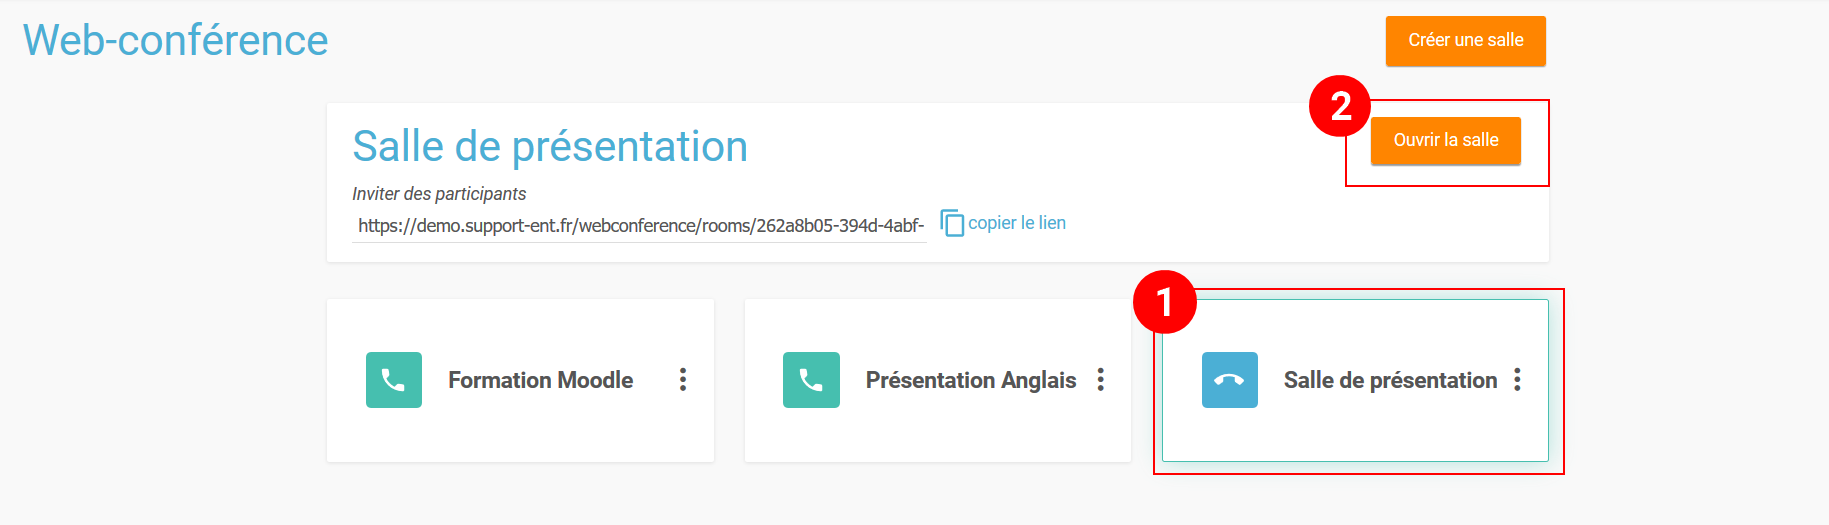 Web-conférence
Créer une salle
2
Salle de présentation
Ouvrir la salle
Inviter des participants
https://demo.support-ent.fr/webconference/rooms/262a8b05-394d-4abf-
copier le lien
1
Formation Moodle
Présentation Anglais
Salle de présentation